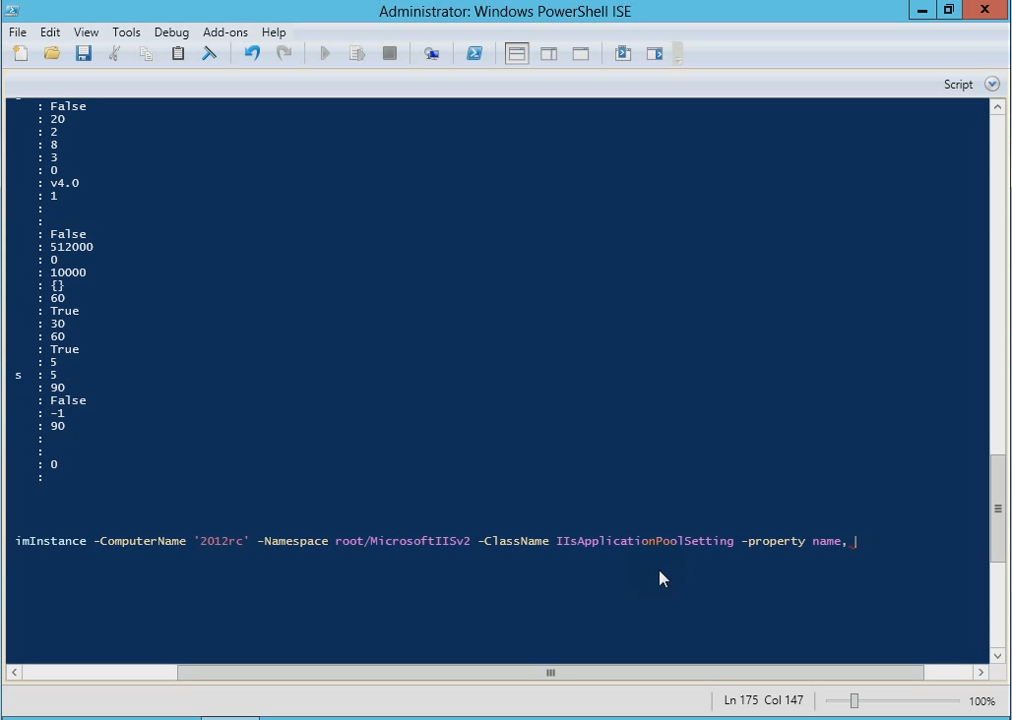 Administrator: Windows PowerShell ISE
File Edit View Tools Debug Add-ons Help
Script
: False
: 20
: 2
: 8
: 3
: 0
: v4.0
: 1
:
:
: False
: 512000
: 0
: 10000
: {}
: 60
: True
: 30
: 60
: True
: 5
s : 5
: 90
: False
: -1
: 90
:
:
: 0
:
imInstance -ComputerName '2012rc' -Namespace root/MicrosoftIISv2 -ClassName IIsApplicationPoolSetting -property name,
Ln 175 Col 147
100%